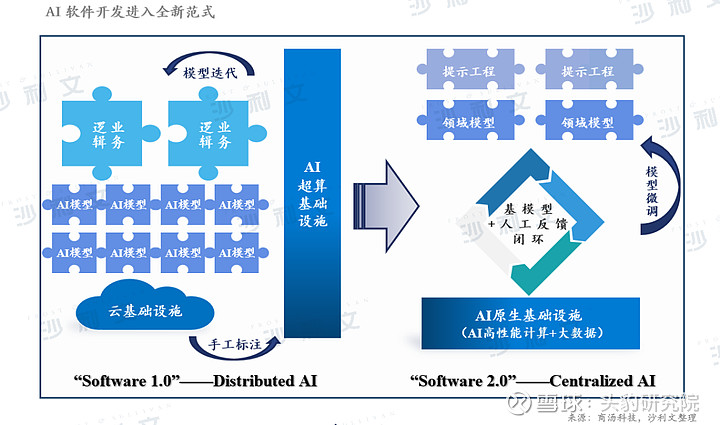 AI 软件开发进入全新范式
模型迭代
逻业
辑务
逻业
辑务
AI模型
AI模型
AI模型
AI模型
AI模型
AI模型
AI模型
AI模型
云基础设施
手工标注
AI
超算
基础
设施
“Software 1.0”——Distributed AI
提示工程
提示工程
领域模型
领域模型
模型微调
基模型
+人工反馈
闭环
AI原生基础设施
(AI高性能计算+大数据)
“Software 2.0”——Centralized AI
雪球:头豹研究院
来源:商汤科技,沙利文整理
沙利文